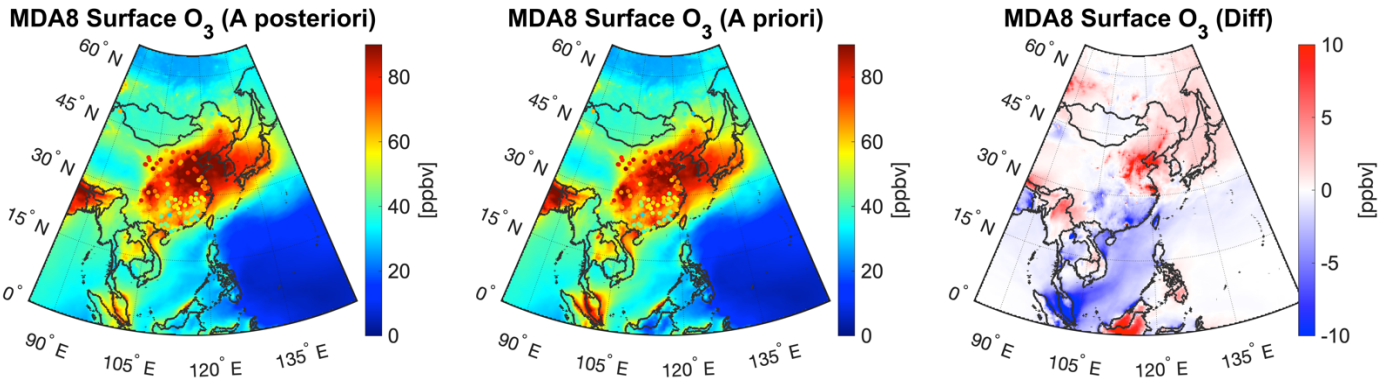 MDA8 Surface O3 (A posteriori)
60° N
45° N
30° N
15° N
0°
90° E
105° E
120° E
135° E
80
60
40
20
0
[ppbv]
MDA8 Surface O3 (A priori)
60° N
45° N
30° N
15° N
0°
90° E
105° E
120° E
135° E
80
60
40
20
0
[ppbv]
MDA8 Surface O3 (Diff)
60° N
45° N
30° N
15° N
0°
90° E
105° E
120° E
135° E
10
5
0
-5
-10
[ppbv]